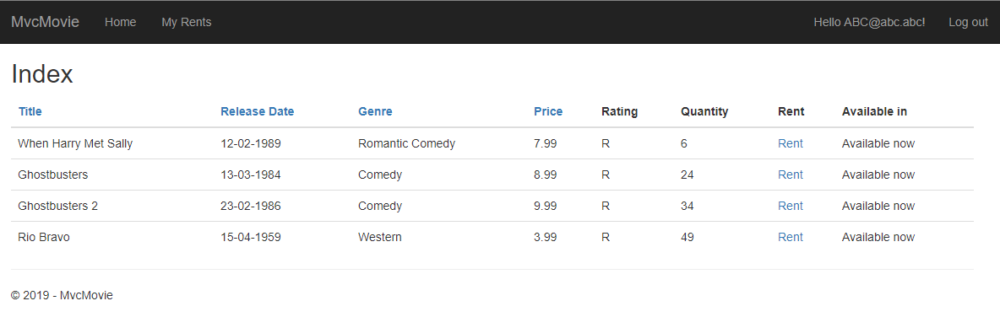 MvcMovie Home My Rents Hello ABC@abc.abc! Log out
Index
Title Release Date Genre Price Rating Quantity Rent Available in
When Harry Met Sally 12-02-1989 Romantic Comedy 7.99 R 6 Rent Available now
Ghostbusters 13-03-1984 Comedy 8.99 R 24 Rent Available now
Ghostbusters 2 23-02-1986 Comedy 9.99 R 34 Rent Available now
Rio Bravo 15-04-1959 Western 3.99 R 49 Rent Available now
© 2019 - MvcMovie